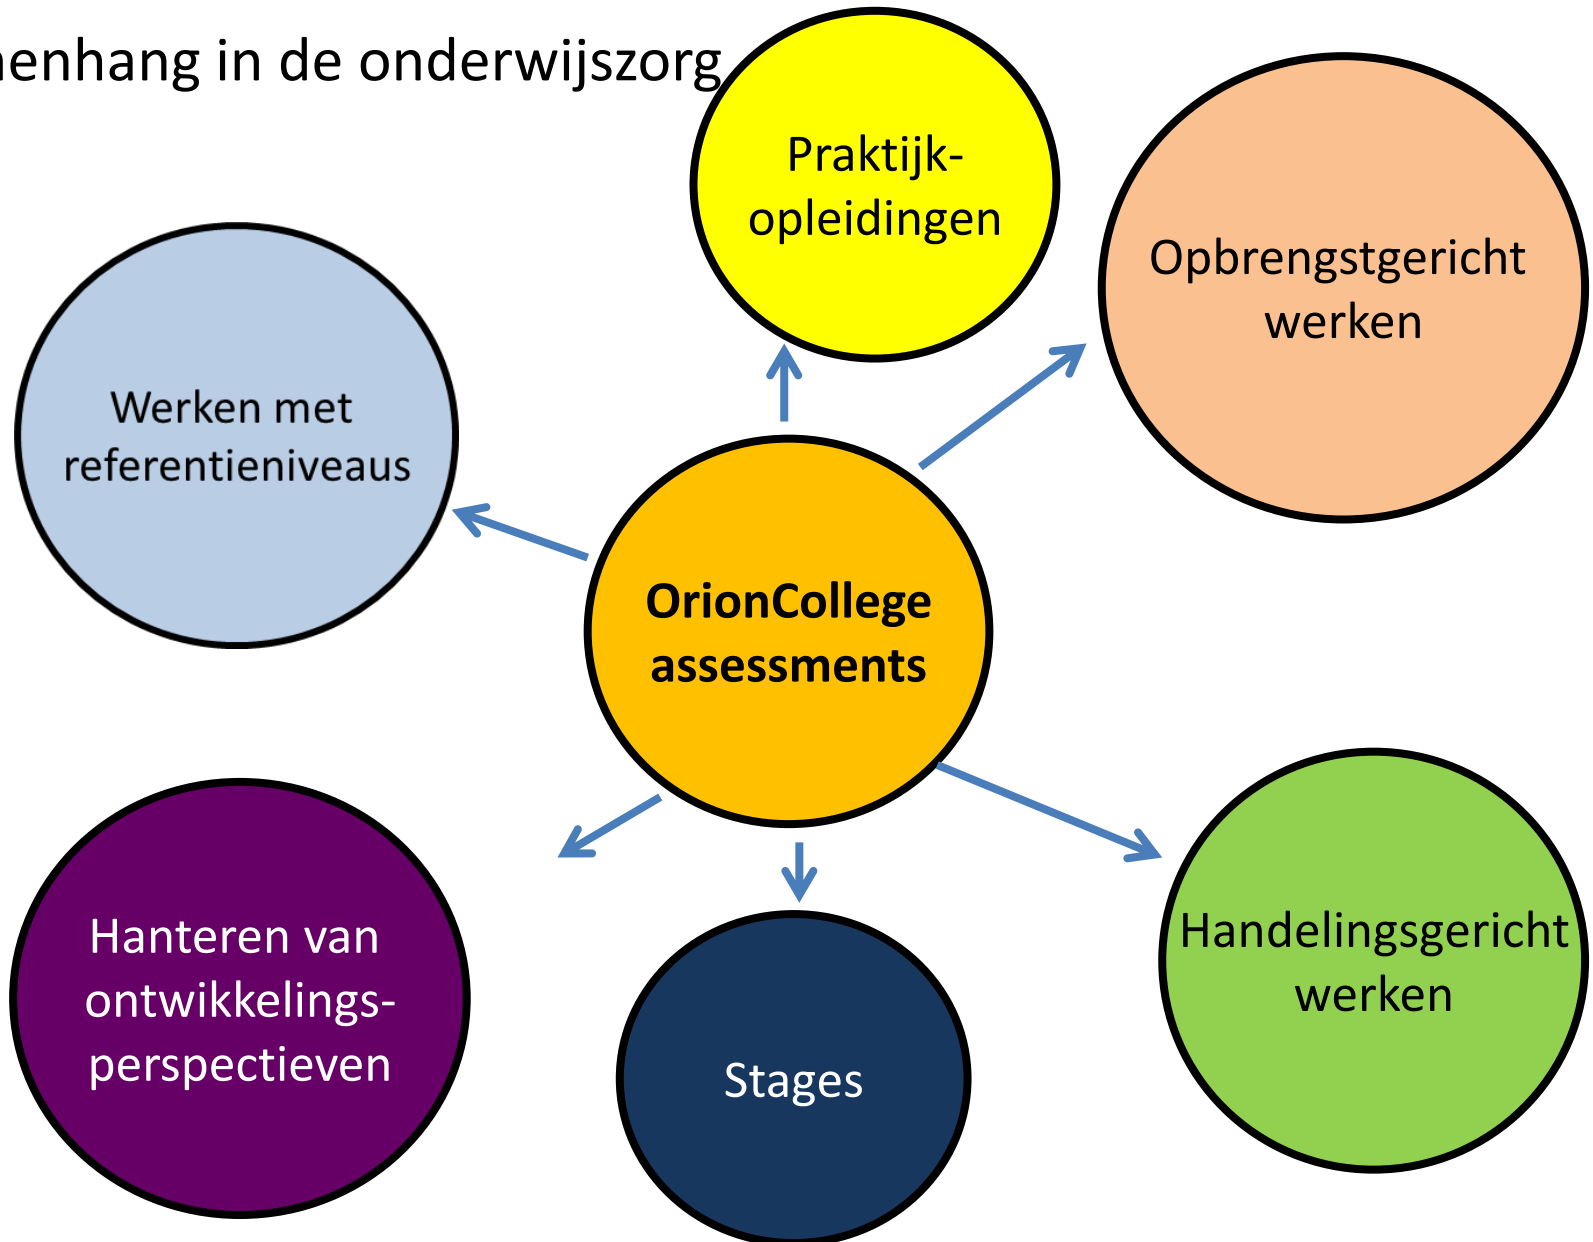 enhang in de onderwijszorg
Praktijk-
opleidingen
Opbrengstgericht
werken
Werken met
referentieniveaus
OrionCollege
assessments
Handelingsgericht
werken
Hanteren van
ontwikkelings-
perspectieven
Stages